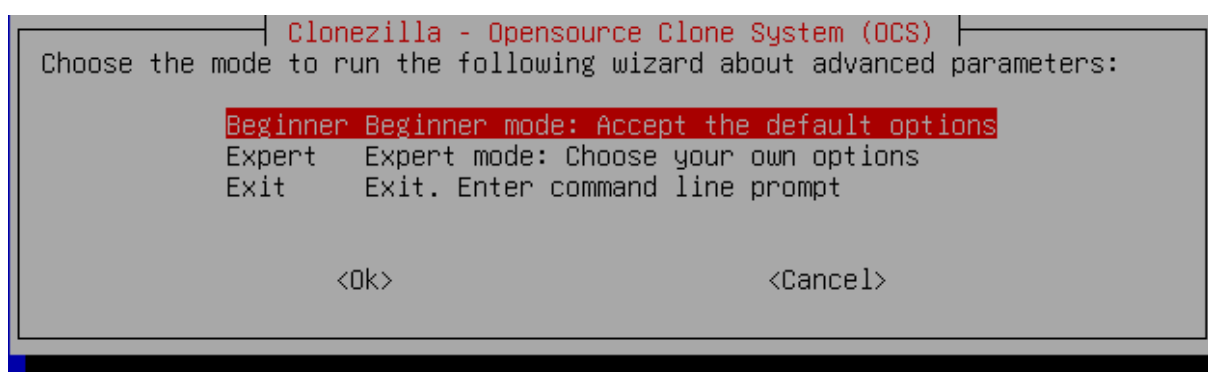 Clonezilla - Opensource Clone System (OCS)
Choose the mode to run the following wizard about advanced parameters:
Beginner Beginner mode: Accept the default options
Expert Expert mode: Choose your own options
Exit Exit. Enter command line prompt
<Ok> <Cancel>